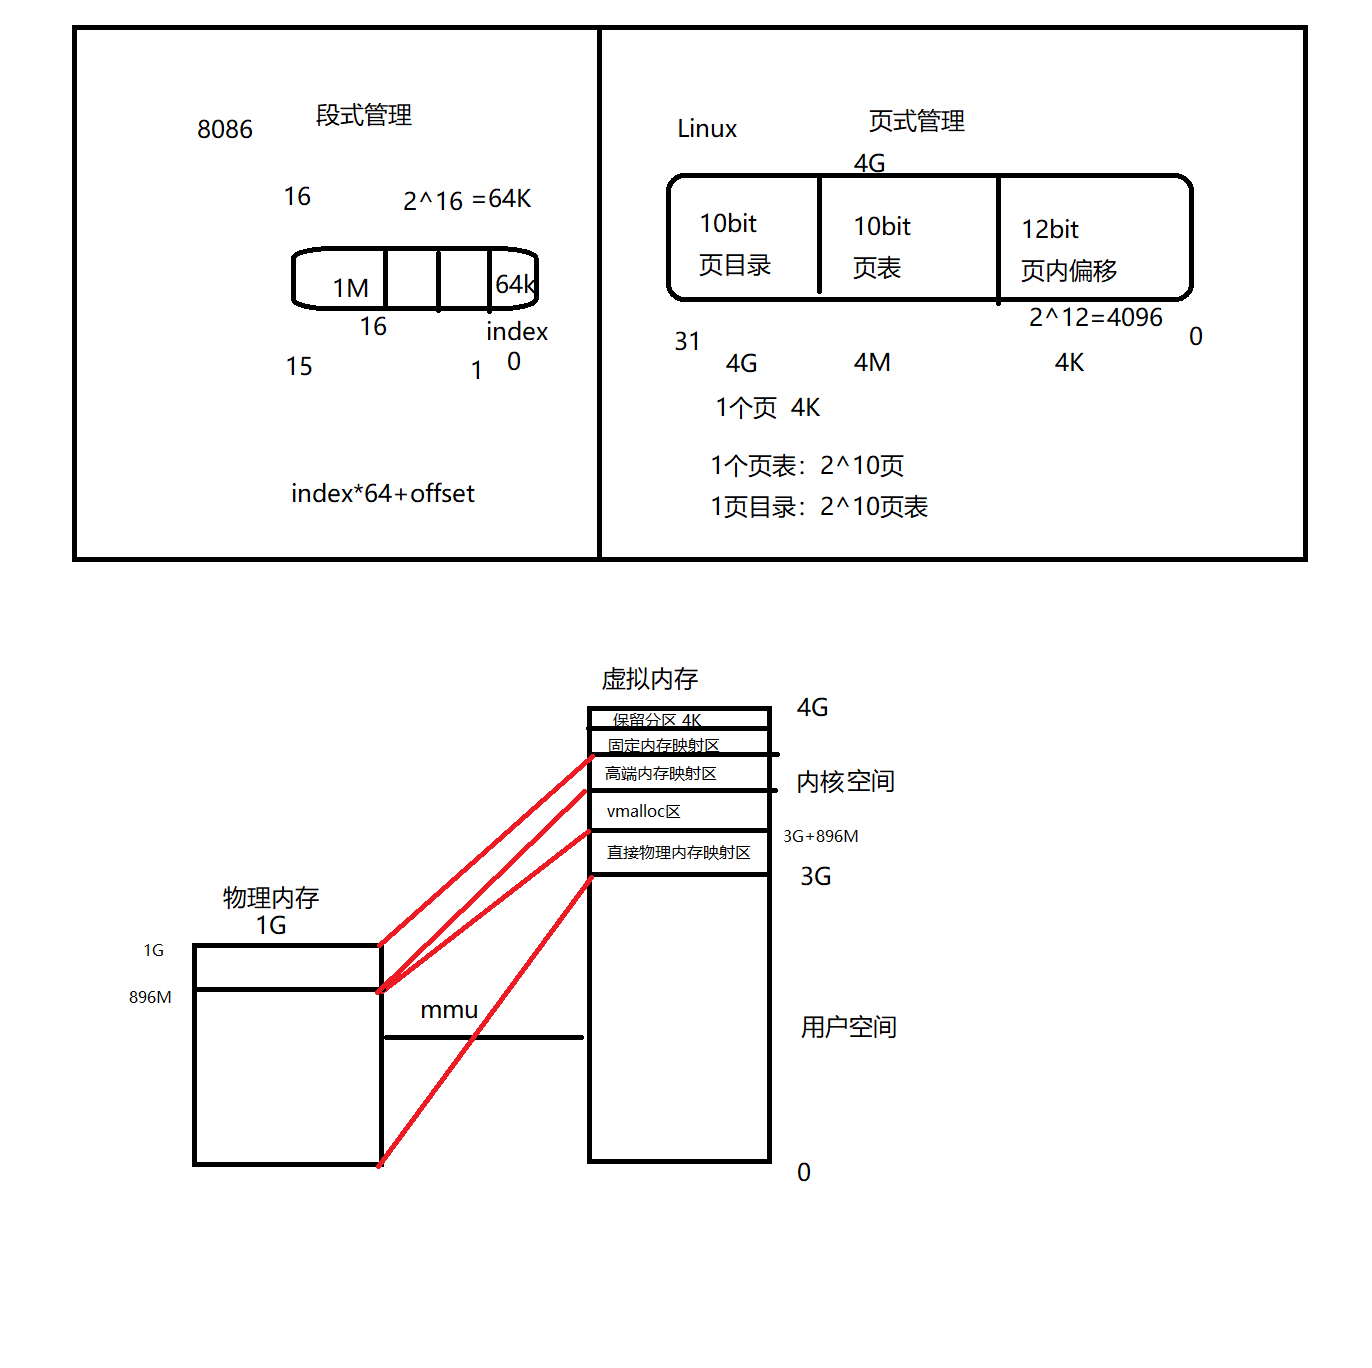 8086
段式管理
16
2^16 =64K
1M
64k
16
index
15
1
0
index*64+offset
Linux
页式管理
4G
10bit
页目录
10bit
页表
12bit
页内偏移
2^12=4096
31
0
4G
4M
4K
1个页 4K
1个页表：2^10页
1页目录：2^10页表
虚拟内存
4G
保留分区 4K
固定内存映射区
高端内存映射区
内核空间
vmalloc区
3G+896M
直接物理内存映射区
3G
物理内存
1G
1G
896M
mmu
用户空间
0